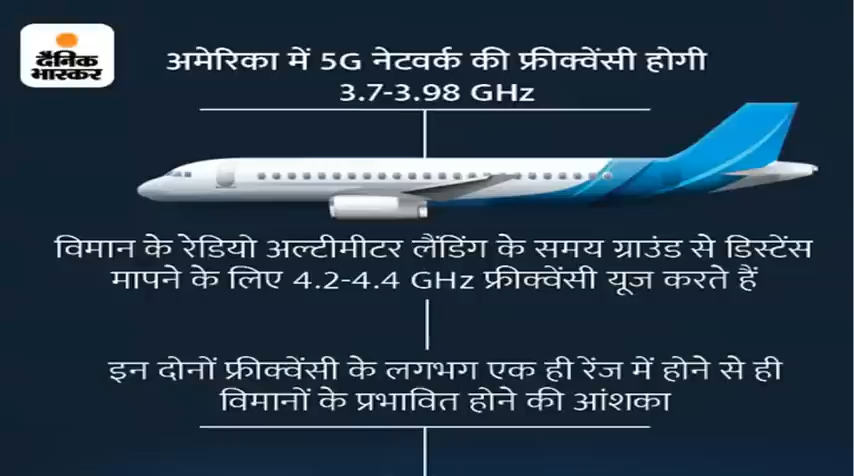 दैनिक
भास्कर
अमेरिका में 5G नेटवर्क की फ्रीक्वेंसी होगी
3.7-3.98 GHz
विमान के रेडियो अल्टीमीटर लैंडिंग के समय ग्राउंड से डिस्टेंस
मापने के लिए 4.2-4.4 GHz फ्रीक्वेंसी यूज करते हैं
इन दोनों फ्रीक्वेंसी के लगभग एक ही रेंज में होने से ही
विमानों के प्रभावित होने की आंशका